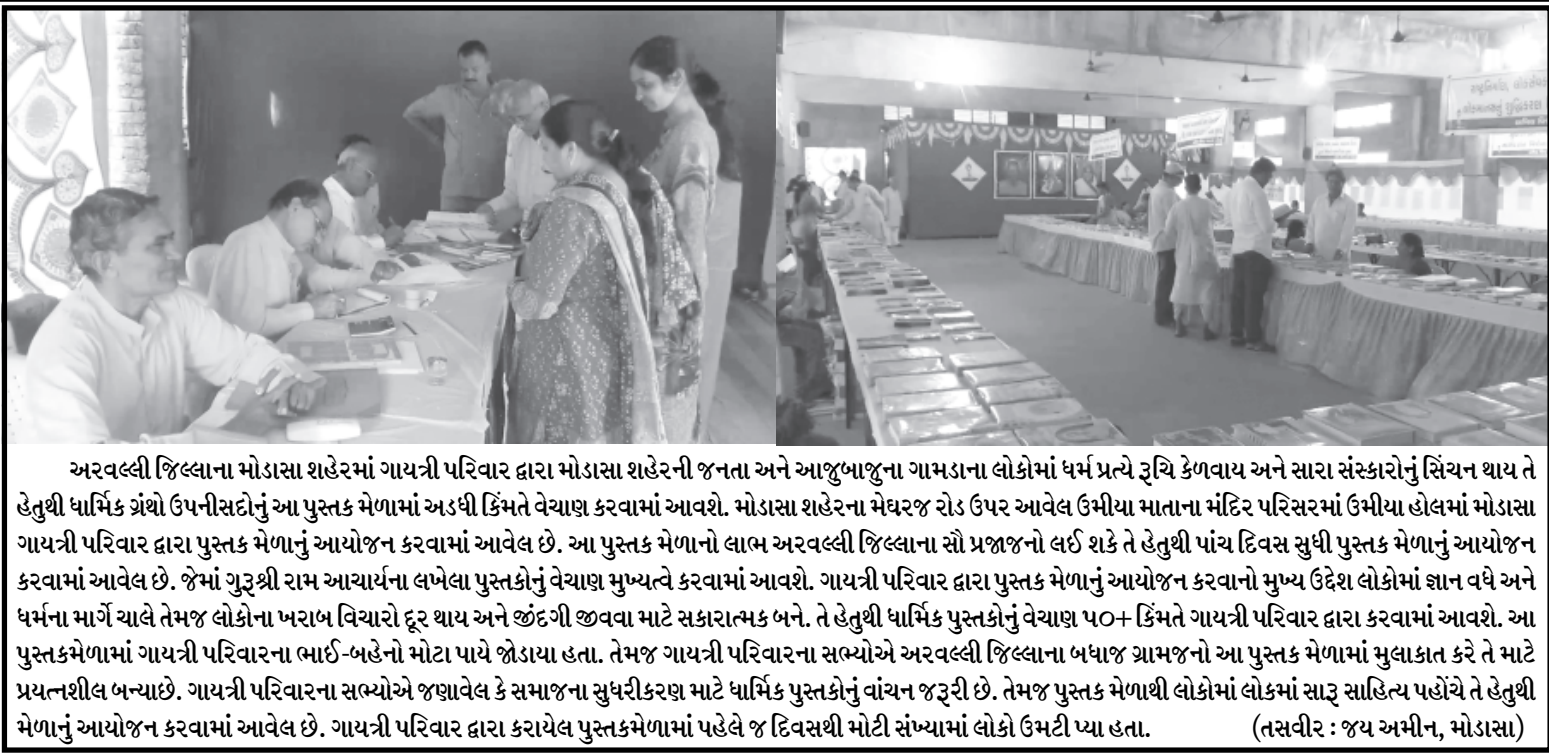 અરવલ્લી જિલ્લાના મોડાસા શહેરમાં ગાયત્રી પરિવાર દ્વારા મોડાસા શહેરની જનતા અને આજુબાજુના ગામડાના લોકોમાં ધર્મ પ્રત્યે રૂચિ કેળવાય અને સારા સંસ્કારોનું સિંચન થાય તે
હેતુથી ધાર્મિક ગ્રંથો ઉપનીસદોનું આ પુસ્તક મેળામાં અડધી કિંમતે વેચાણ કરવામાં આવશે. મોડાસા શહેરના મેઘરજ રોડ ઉપર આવેલ ઉમીયા માતાના મંદિર પરિસરમાં ઉમીયા હોલમાં મોડાસા
ગાયત્રી પરિવાર દ્વારા પુસ્તક મેળાનું આયોજન કરવામાં આવેલ છે. આ પુસ્તક મેળાનો લાભ અરવલ્લી જિલ્લાના સૌ પ્રજાજનો લઈ શકે તે હેતુથી પાંચ દિવસ સુધી પુસ્તક મેળાનું આયોજન
કરવામાં આવેલ છે. જેમાં ગુરૂશ્રી રામ આચાર્યના લખેલા પુસ્તકોનું વેચાણ મુખ્યત્વે કરવામાં આવશે. ગાયત્રી પરિવાર દ્વારા પુસ્તક મેળાનું આયોજન કરવાનો મુખ્ય ઉદ્દેશ લોકોમાં જ્ઞાન વધે અને
ધર્મના માર્ગે ચાલે તેમજ લોકોના ખરાબ વિચારો દૂર થાય અને જીંદગી જીવવા માટે સકારાત્મક બને. તે હેતુથી ધાર્મિક પુસ્તકોનું વેચાણ ૫૦+ કિંમતે ગાયત્રી પરિવાર દ્વારા કરવામાં આવશે. આ
પુસ્તકમેળામાં ગાયત્રી પરિવારના ભાઈ-બહેનો મોટા પાયે જોડાયા હતા. તેમજ ગાયત્રી પરિવારના સભ્યોએ અરવલ્લી જિલ્લાના બધાજ ગ્રામજનો આ પુસ્તક મેળામાં મુલાકાત કરે તે માટે
પ્રયત્નશીલ બન્યાછે. ગાયત્રી પરિવારના સભ્યોએ જણાવેલ કે સમાજના સુધરીકરણ માટે ધાર્મિક પુસ્તકોનું વાંચન જરૂરી છે. તેમજ પુસ્તક મેળાથી લોકોમાં લોકમાં સારૂ સાહિત્ય પહોંચે તે હેતુથી
મેળાનું આયોજન કરવામાં આવેલ છે. ગાયત્રી પરિવાર દ્વારા કરાયેલ પુસ્તકમેળામાં પહેલે જ દિવસથી મોટી સંખ્યામાં લોકો ઉમટી પ્યા હતા. (તસવીર : જય અમીન, મોડાસા)